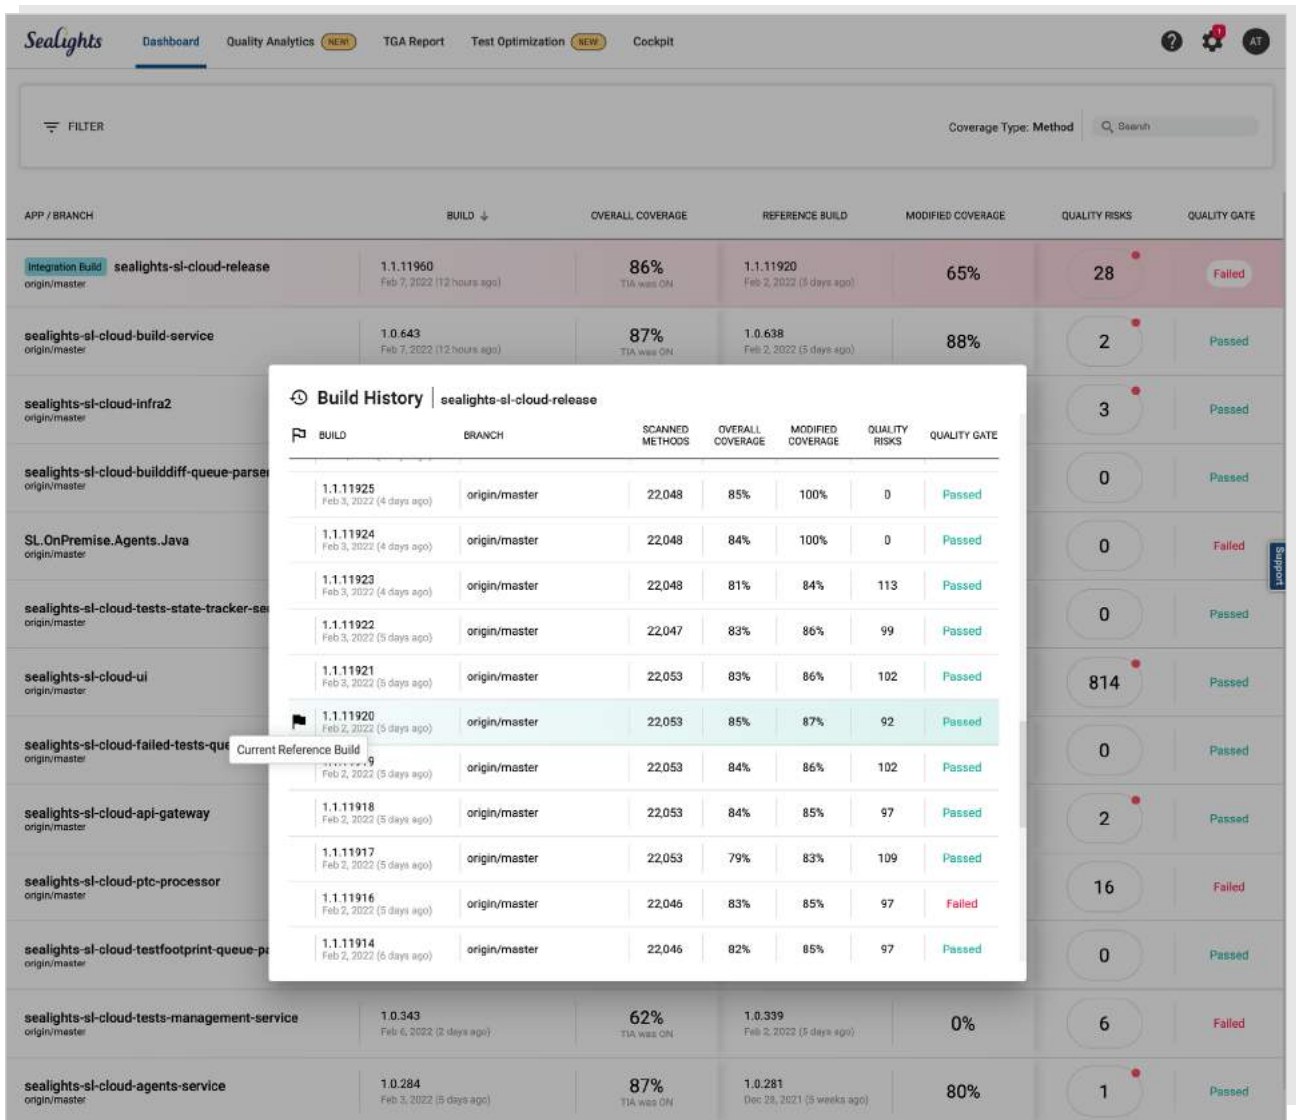 SeaLights Dashboard Quality Analytics NEW! TGA Report Test Optimization NEW Cockpit 1 AT
FILTER Coverage Type: Method Search
APP / BRANCH BUILD OVERALL COVERAGE REFERENCE BUILD MODIFIED COVERAGE QUALITY RISKS QUALITY GATE
Integration Build sealights-sl-cloud-release 1.1.11960 86% 1.1.11920 65% 28 Failed
origin/master Feb 7, 2022 (12 hours ago) TIA was ON Feb 2, 2022 (5 days ago)
sealights-sl-cloud-build-service 1.0.643 87% 1.0.638 88% 2 Passed
origin/master Feb 7, 2022 (12 hours ago) TIA was ON Feb 2, 2022 (5 days ago)
sealights-sl-cloud-infra2 3 Passed
origin/master
sealights-sl-cloud-builddiff-queue-parser 0 Passed
origin/master
SL.OnPremise.Agents.Java 0 Failed
origin/master
sealights-sl-cloud-tests-state-tracker-se 0 Passed
origin/master
sealights-sl-cloud-ui 814 Passed
origin/master
sealights-sl-cloud-failed-tests-que 0 Passed
origin/master
sealights-sl-cloud-api-gateway 2 Passed
origin/master
sealights-sl-cloud-ptc-processor 16 Failed
origin/master
sealights-sl-cloud-testfootprint-queue-pa 0 Passed
origin/master
sealights-sl-cloud-tests-management-service 1.0.343 62% 1.0.339 0% 6 Failed
origin/master Feb 6, 2022 (2 days ago) TIA was ON Feb 2, 2022 (5 days ago)
sealights-sl-cloud-agents-service 1.0.284 87% 1.0.281 80% 1 Passed
origin/master Feb 3, 2022 (5 days ago) TIA was ON Dec 28, 2021 (5 weeks ago)
Support
Build History | sealights-sl-cloud-release
BUILD BRANCH SCANNED METHODS OVERALL COVERAGE MODIFIED COVERAGE QUALITY RISKS QUALITY GATE
1.1.11925 origin/master 22,048 85% 100% 0 Passed
Feb 3, 2022 (4 days ago)
1.1.11924 origin/master 22,048 84% 100% 0 Passed
Feb 3, 2022 (4 days ago)
1.1.11923 origin/master 22,048 81% 84% 113 Passed
Feb 3, 2022 (4 days ago)
1.1.11922 origin/master 22,047 83% 86% 99 Passed
Feb 3, 2022 (5 days ago)
1.1.11921 origin/master 22,053 83% 86% 102 Passed
Feb 3, 2022 (5 days ago)
1.1.11920 origin/master 22,053 85% 87% 92 Passed
Feb 2, 2022 (5 days ago)
Current Reference Build
origin/master 22,053 84% 86% 102 Passed
Feb 2, 2022 (5 days ago)
1.1.11918 origin/master 22,053 84% 85% 97 Passed
Feb 2, 2022 (5 days ago)
1.1.11917 origin/master 22,053 79% 83% 109 Passed
Feb 2, 2022 (5 days ago)
1.1.11916 origin/master 22,046 83% 85% 97 Failed
Feb 2, 2022 (5 days ago)
1.1.11914 origin/master 22,046 82% 85% 97 Passed
Feb 2, 2022 (6 days ago)